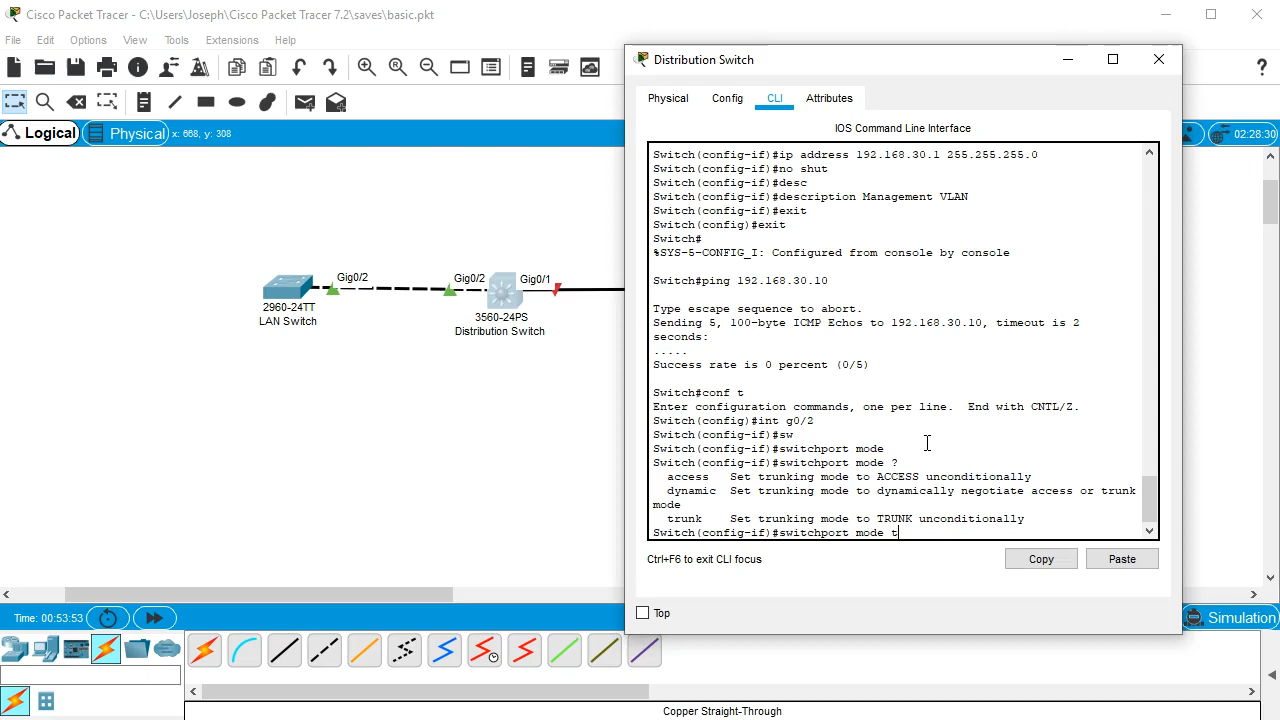 Cisco Packet Tracer - C:\Users\Joseph\Cisco Packet Tracer 7.2\saves\basic.pkt
File Edit Options View Tools Extensions Help
Logical
Physical
x: 668, y: 308
02:28:30
Gig0/2
Gig0/2
Gig0/1
2960-24TT
LAN Switch
3560-24PS
Distribution Switch
Distribution Switch
Physical Config CLI Attributes
IOS Command Line Interface
Switch(config-if)#ip address 192.168.30.1 255.255.255.0
Switch(config-if)#no shut
Switch(config-if)#desc
Switch(config-if)#description Management VLAN
Switch(config-if)#exit
Switch(config)#exit
Switch#
%SYS-5-CONFIG_I: Configured from console by console
Switch#ping 192.168.30.10
Type escape sequence to abort.
Sending 5, 100-byte ICMP Echos to 192.168.30.10, timeout is 2
seconds:
.....
Success rate is 0 percent (0/5)
Switch#conf t
Enter configuration commands, one per line.  End with CNTL/Z.
Switch(config)#int g0/2
Switch(config-if)#sw
Switch(config-if)#switchport mode
Switch(config-if)#switchport mode ?
access   Set trunking mode to ACCESS unconditionally
dynamic  Set trunking mode to dynamically negotiate access or trunk
mode
trunk    Set trunking mode to TRUNK unconditionally
Switch(config-if)#switchport mode t
Ctrl+F6 to exit CLI focus
Copy
Paste
Top
Time: 00:53:53
Simulation
Copper Straight-Through